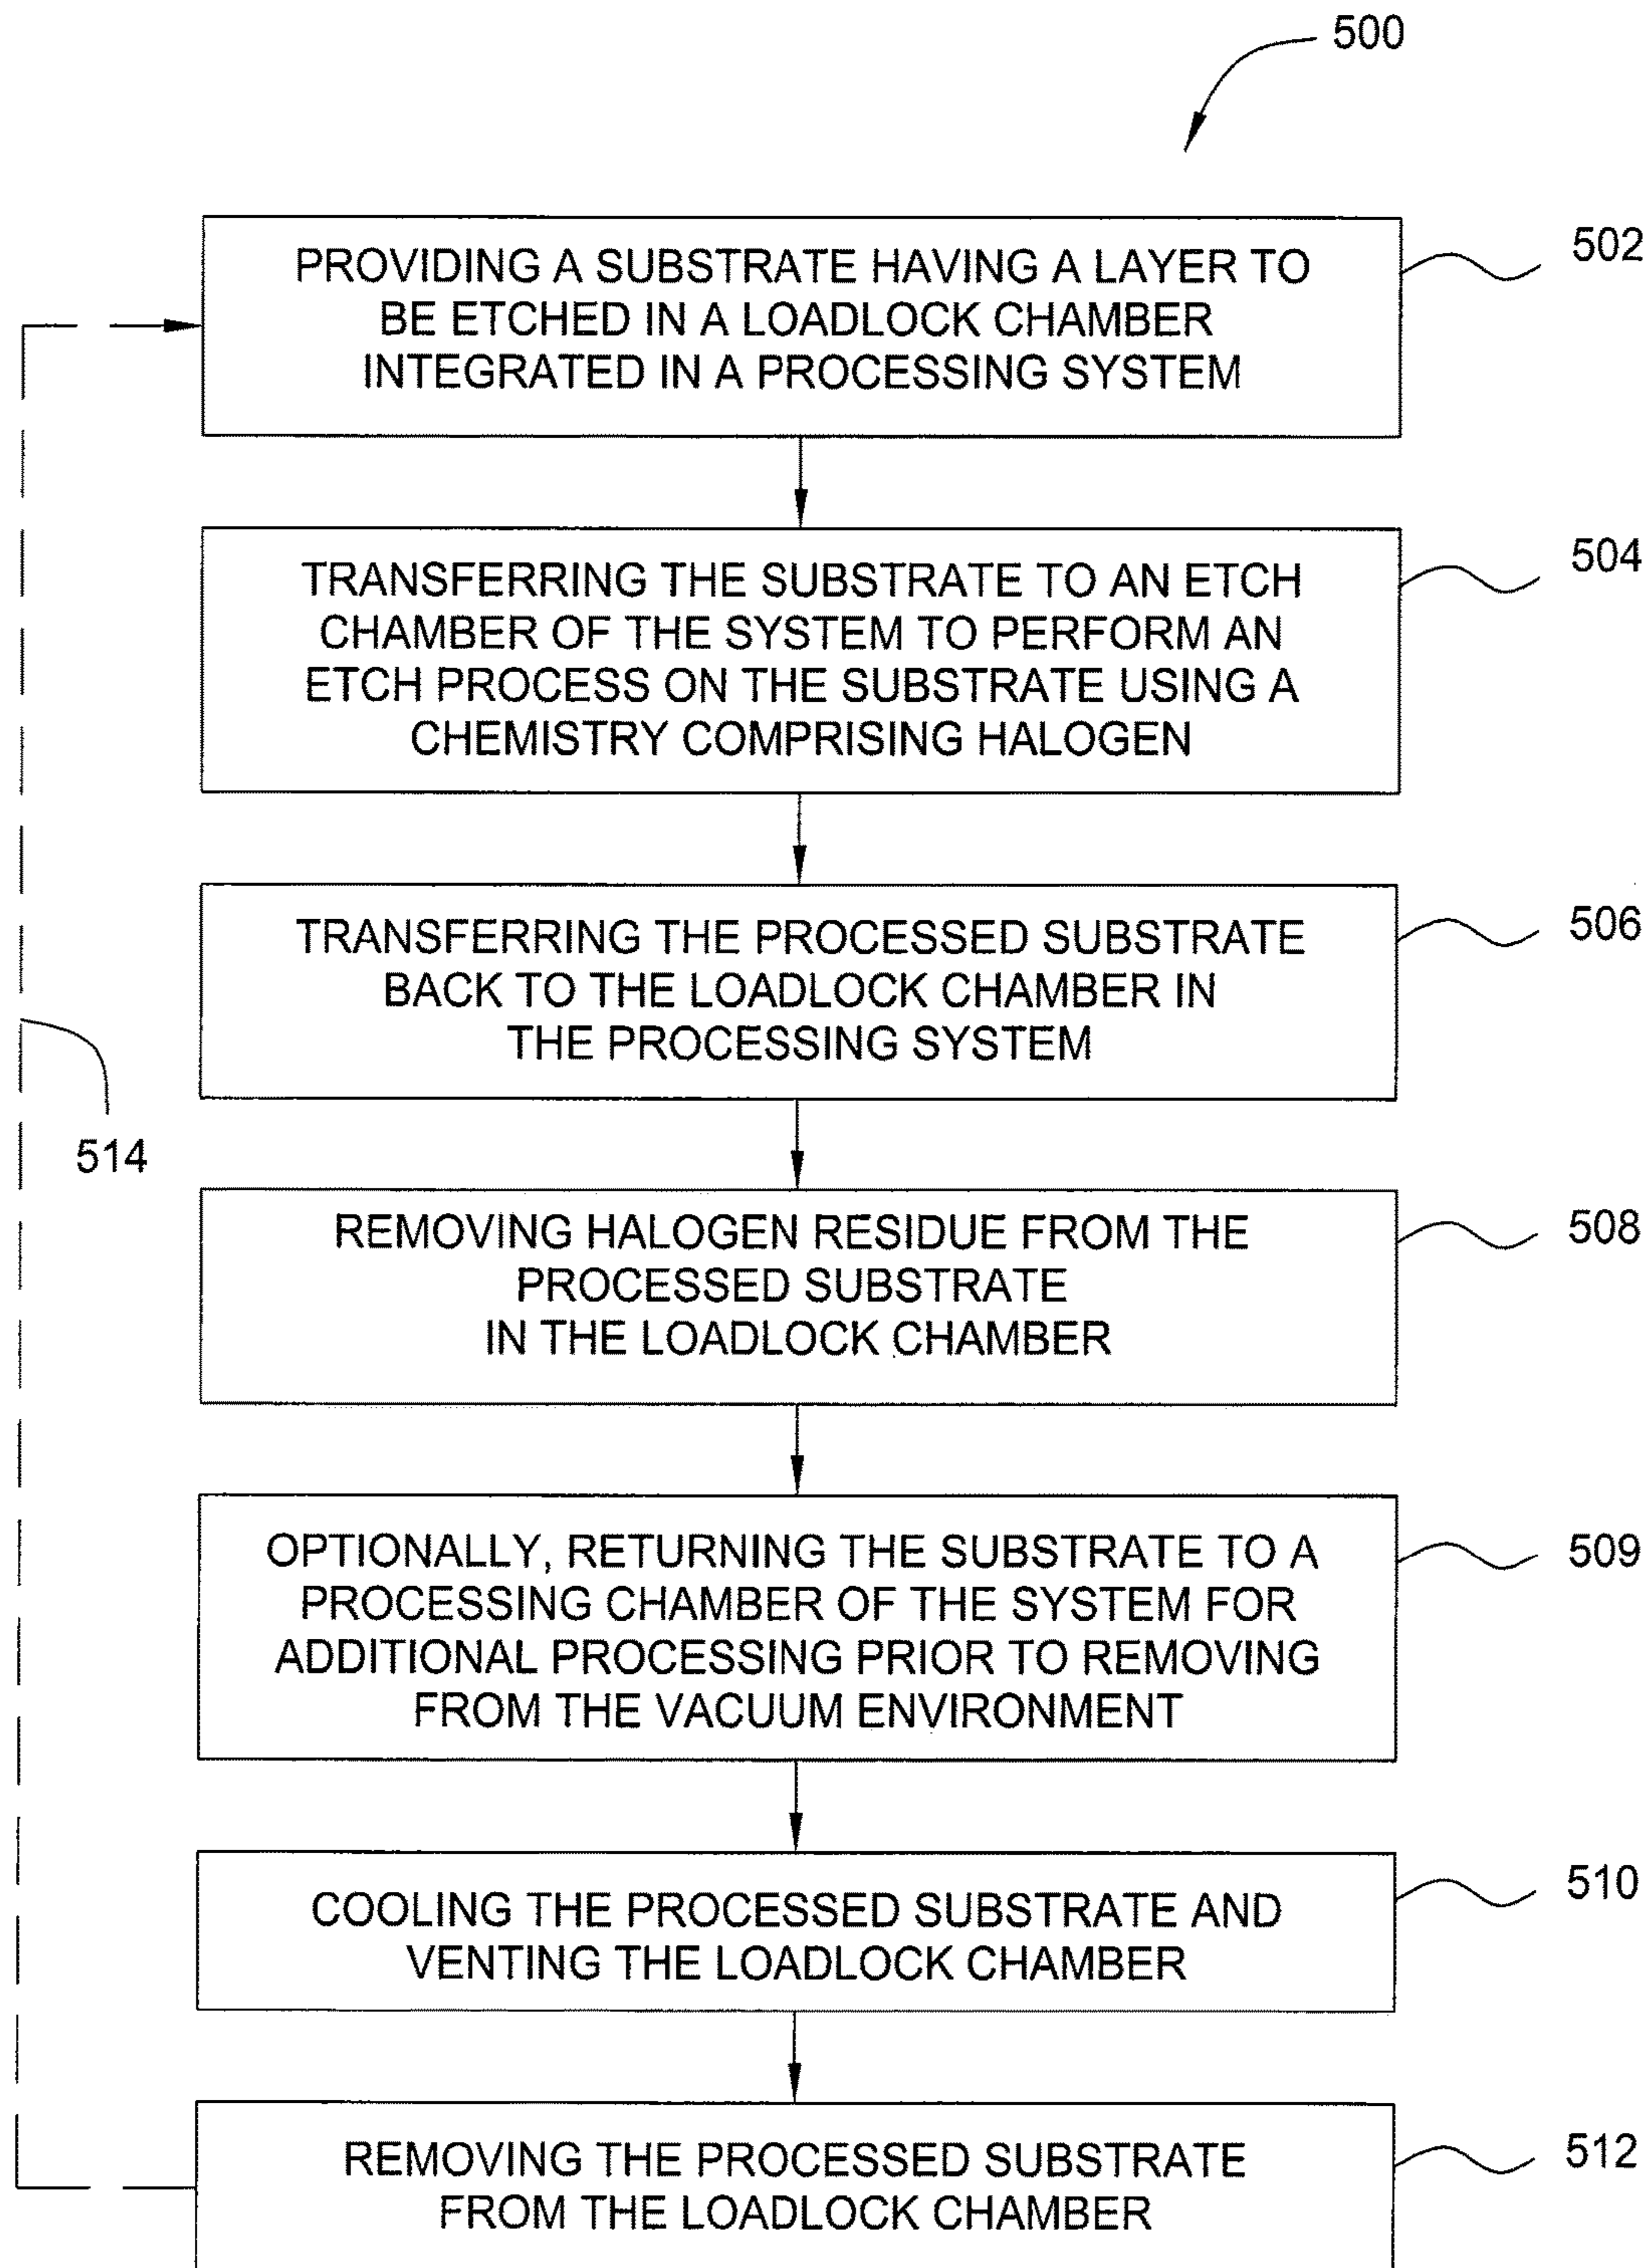 500
PROVIDING A SUBSTRATE HAVING A LAYER TO
BE ETCHED IN A LOADLOCK CHAMBER
INTEGRATED IN A PROCESSING SYSTEM
502
TRANSFERRING THE SUBSTRATE TO AN ETCH
CHAMBER OF THE SYSTEM TO PERFORM AN
ETCH PROCESS ON THE SUBSTRATE USING A
CHEMISTRY COMPRISING HALOGEN
504
TRANSFERRING THE PROCESSED SUBSTRATE
BACK TO THE LOADLOCK CHAMBER IN
THE PROCESSING SYSTEM
506
514
REMOVING HALOGEN RESIDUE FROM THE
PROCESSED SUBSTRATE
IN THE LOADLOCK CHAMBER
508
OPTIONALLY, RETURNING THE SUBSTRATE TO A
PROCESSING CHAMBER OF THE SYSTEM FOR
ADDITIONAL PROCESSING PRIOR TO REMOVING
FROM THE VACUUM ENVIRONMENT
509
COOLING THE PROCESSED SUBSTRATE AND
VENTING THE LOADLOCK CHAMBER
510
REMOVING THE PROCESSED SUBSTRATE
FROM THE LOADLOCK CHAMBER
512